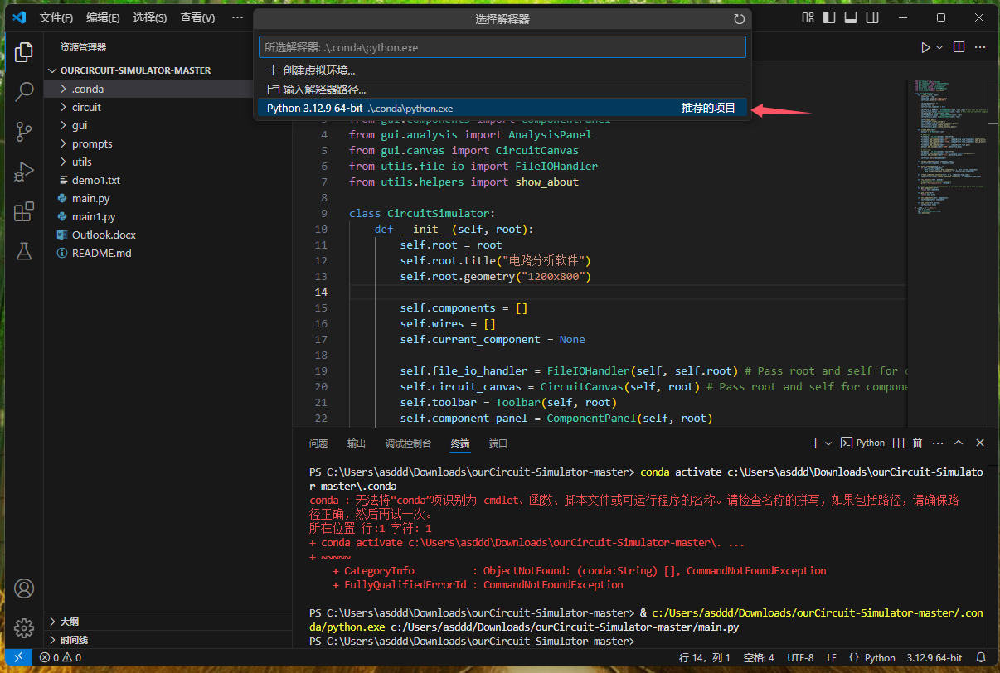 文件(F) 编辑(E) 选择(S) 查看(V) ···
选择解释器
所选解释器: .\.conda\python.exe
创建虚拟环境...
输入解释器路径...
Python 3.12.9 64-bit .\.conda\python.exe 推荐的项目
资源管理器
OURCIRCUIT-SIMULATOR-MASTER
.conda
circuit
gui
prompts
utils
demo1.txt
main.py
main1.py
Outlook.docx
README.md
大纲
时间线
4 from gui.analysis import AnalysisPanel
5 from gui.canvas import CircuitCanvas
6 from utils.file_io import FileIOHandler
7 from utils.helpers import show_about
8
9 class CircuitSimulator:
10 def __init__(self, root):
11 self.root = root
12 self.root.title("电路分析软件")
13 self.root.geometry("1200x800")
14
15 self.components = []
16 self.wires = []
17 self.current_component = None
18
19 self.file_io_handler = FileIOHandler(self, self.root) # Pass root and self for
20 self.circuit_canvas = CircuitCanvas(self, root) # Pass root and self for compone
21 self.toolbar = Toolbar(self, root)
22 self.component_panel = ComponentPanel(self, root)
问题 输出 调试控制台 终端 端口
Python
PS C:\Users\asddd\Downloads\ourCircuit-Simulator-master> conda activate c:\Users\asddd\Downloads\ourCircuit-Simulato
r-master\.conda
conda : 无法将“conda”项识别为 cmdlet、函数、脚本文件或可运行程序的名称。请检查名称的拼写，如果包括路径，请确保路
径正确，然后再试一次。
所在位置 行:1 字符: 1
+ conda activate c:\Users\asddd\Downloads\ourCircuit-Simulator-master\. ...
+ ~~~~~
+ CategoryInfo : ObjectNotFound: (conda:String) [], CommandNotFoundException
+ FullyQualifiedErrorId : CommandNotFoundException
PS C:\Users\asddd\Downloads\ourCircuit-Simulator-master> & c:/Users/asddd/Downloads/ourCircuit-Simulator-master/.con
da/python.exe c:/Users/asddd/Downloads/ourCircuit-Simulator-master/main.py
PS C:\Users\asddd\Downloads\ourCircuit-Simulator-master>
0 0
行 14，列 1 空格: 4 UTF-8 LF {} Python 3.12.9 64-bit